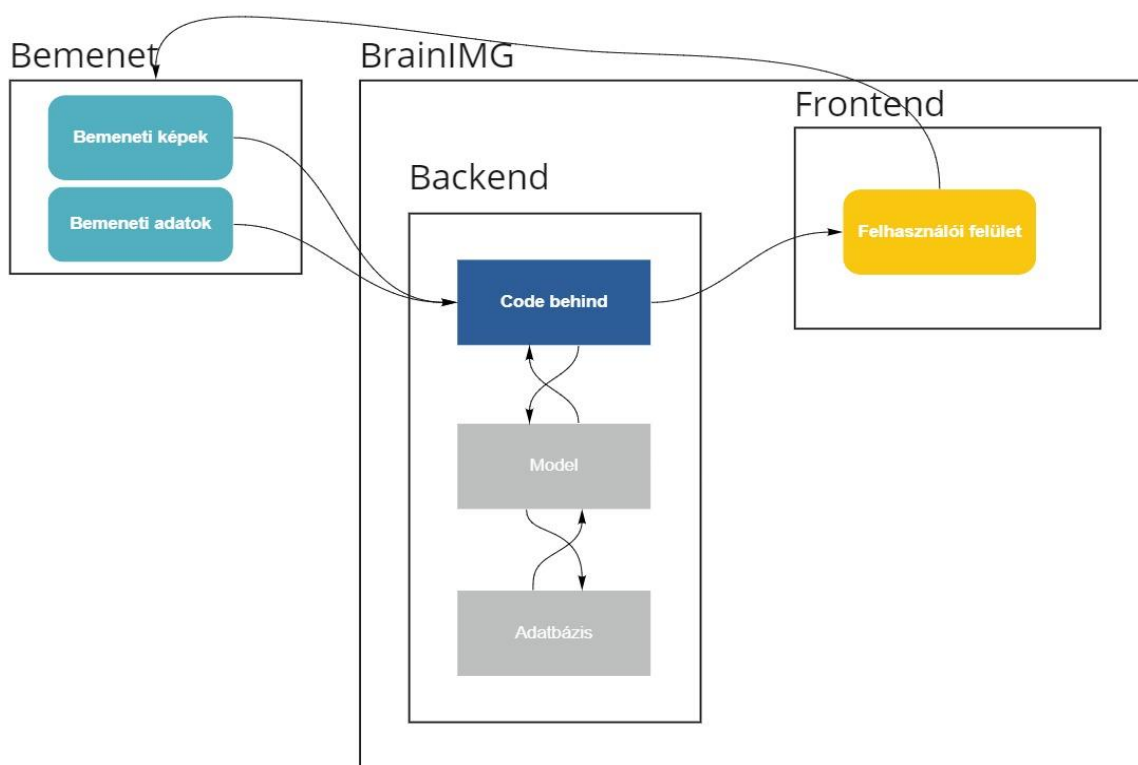 Bemenet
BrainIMG
Frontend
Bemeneti képek
Backend
Bemeneti adatok
Felhasználói felület
Code behind
Model
Adatbázis